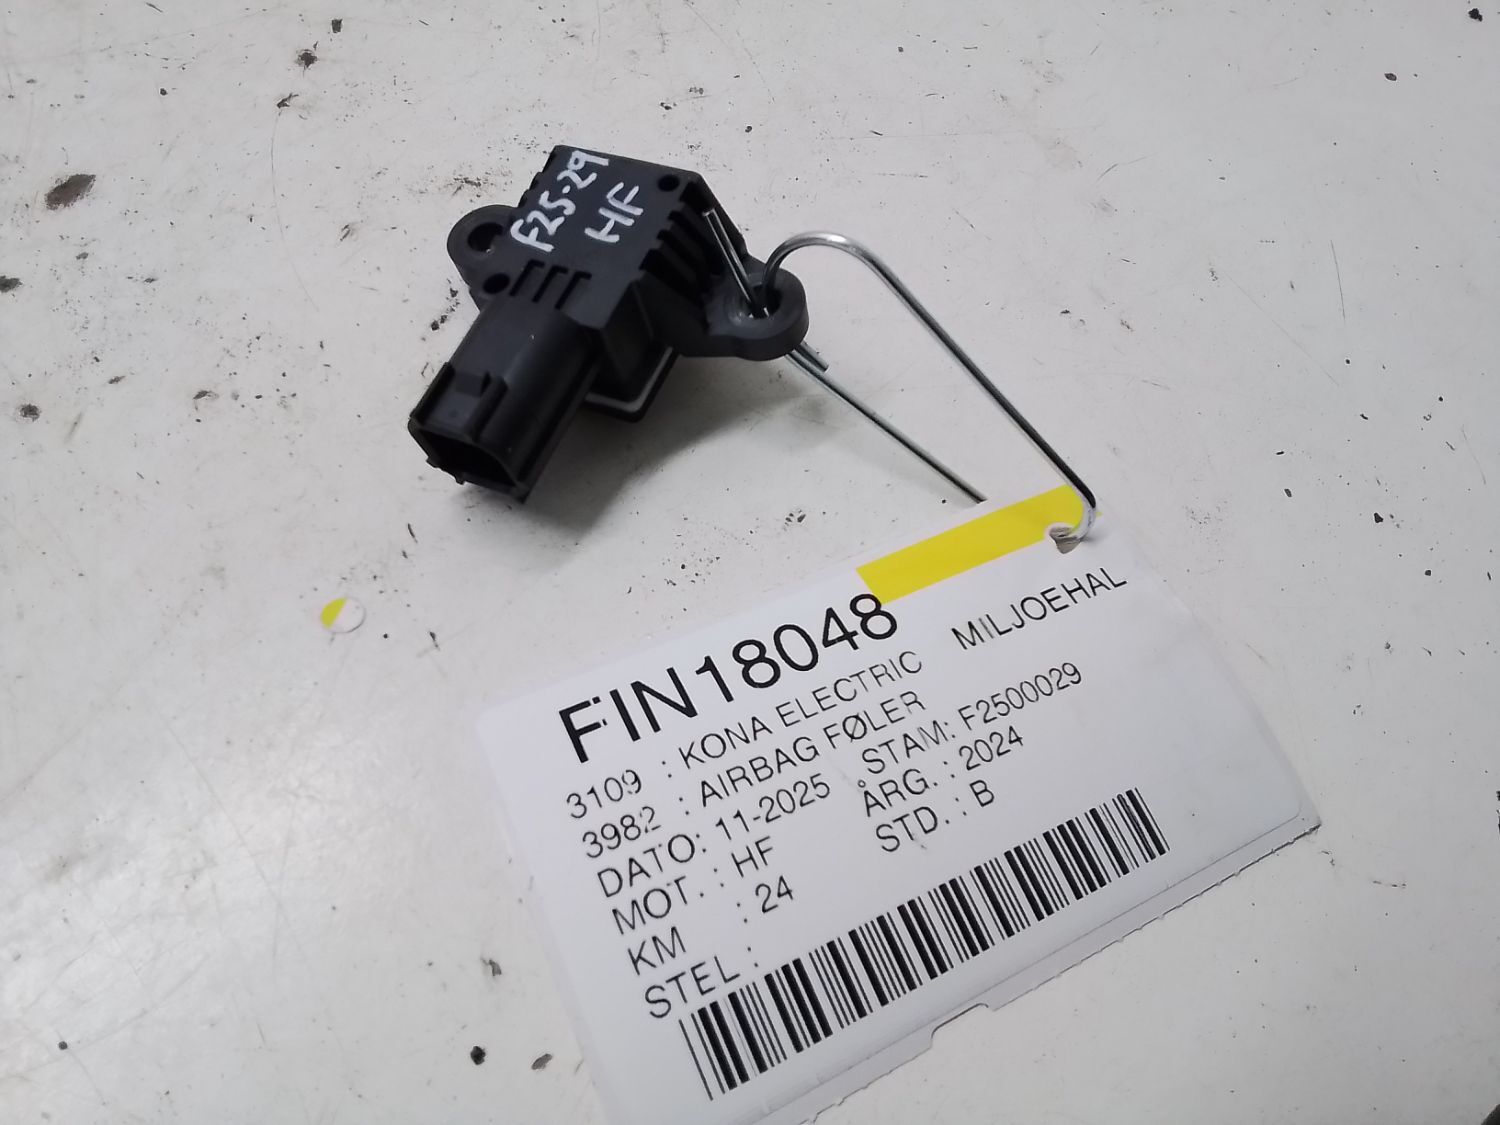 F25-29
HF
FIN18048
3109 : KONA ELECTRIC MILJOEHAL
3982 : AIRBAG FØLER
DATO: 11-2025 STAM: F2500029
MOT. : HF ÅRG. : 2024
KM : 24 STD. : B
STEL :